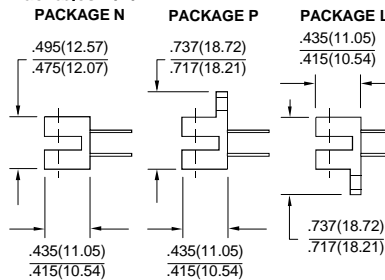 PACKAGE N PACKAGE P PACKAGE L
.495(12.57) .737(18.72) .435(11.05)
.475(12.07) .717(18.21) .415(10.54)
.737(18.72)
.717(18.21)
.435(11.05) .435(11.05)
.415(10.54) .415(10.54)